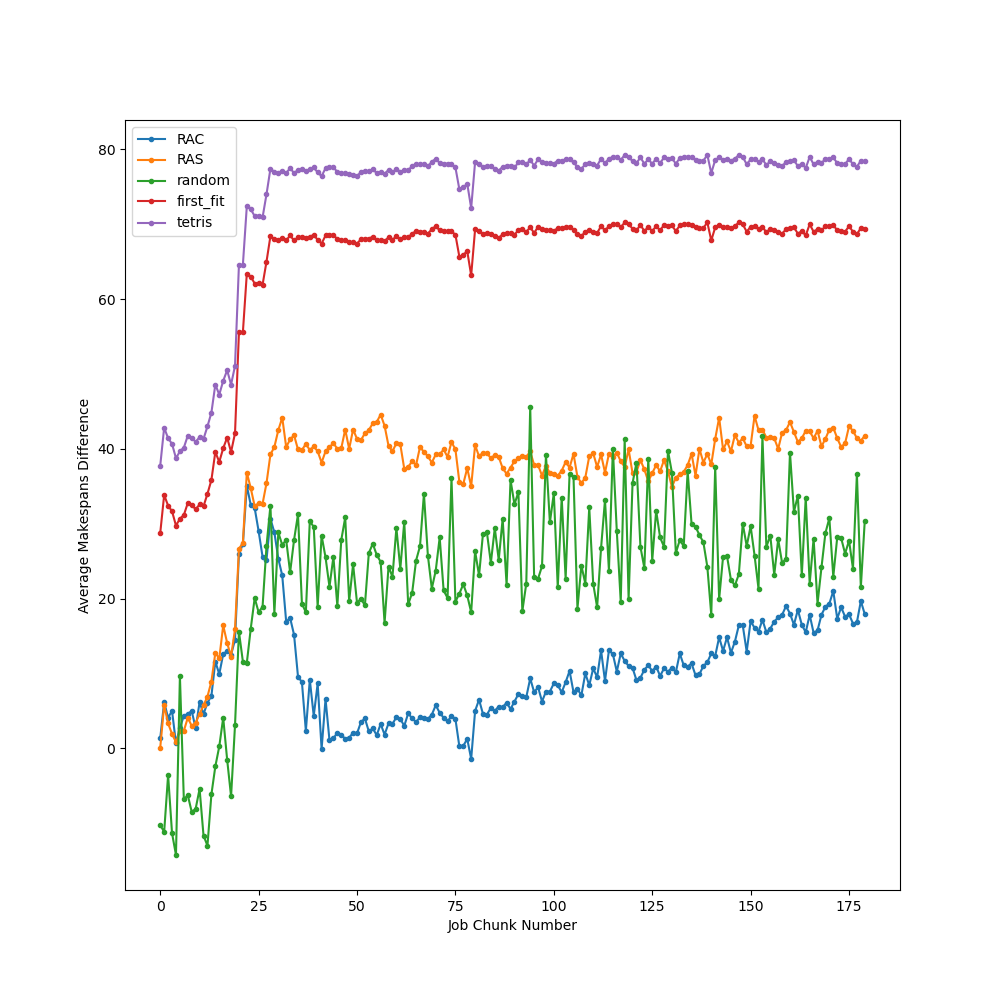 RAC
RAS
random
first_fit
tetris
80
60
40
20
0
Average Makespans Difference
0 25 50 75 100 125 150 175
Job Chunk Number